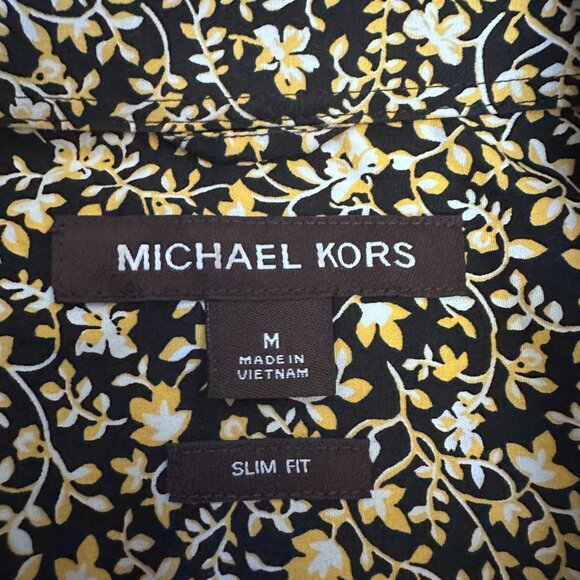 MICHAEL KORS
M
MADE IN
VIETNAM
SLIM FIT